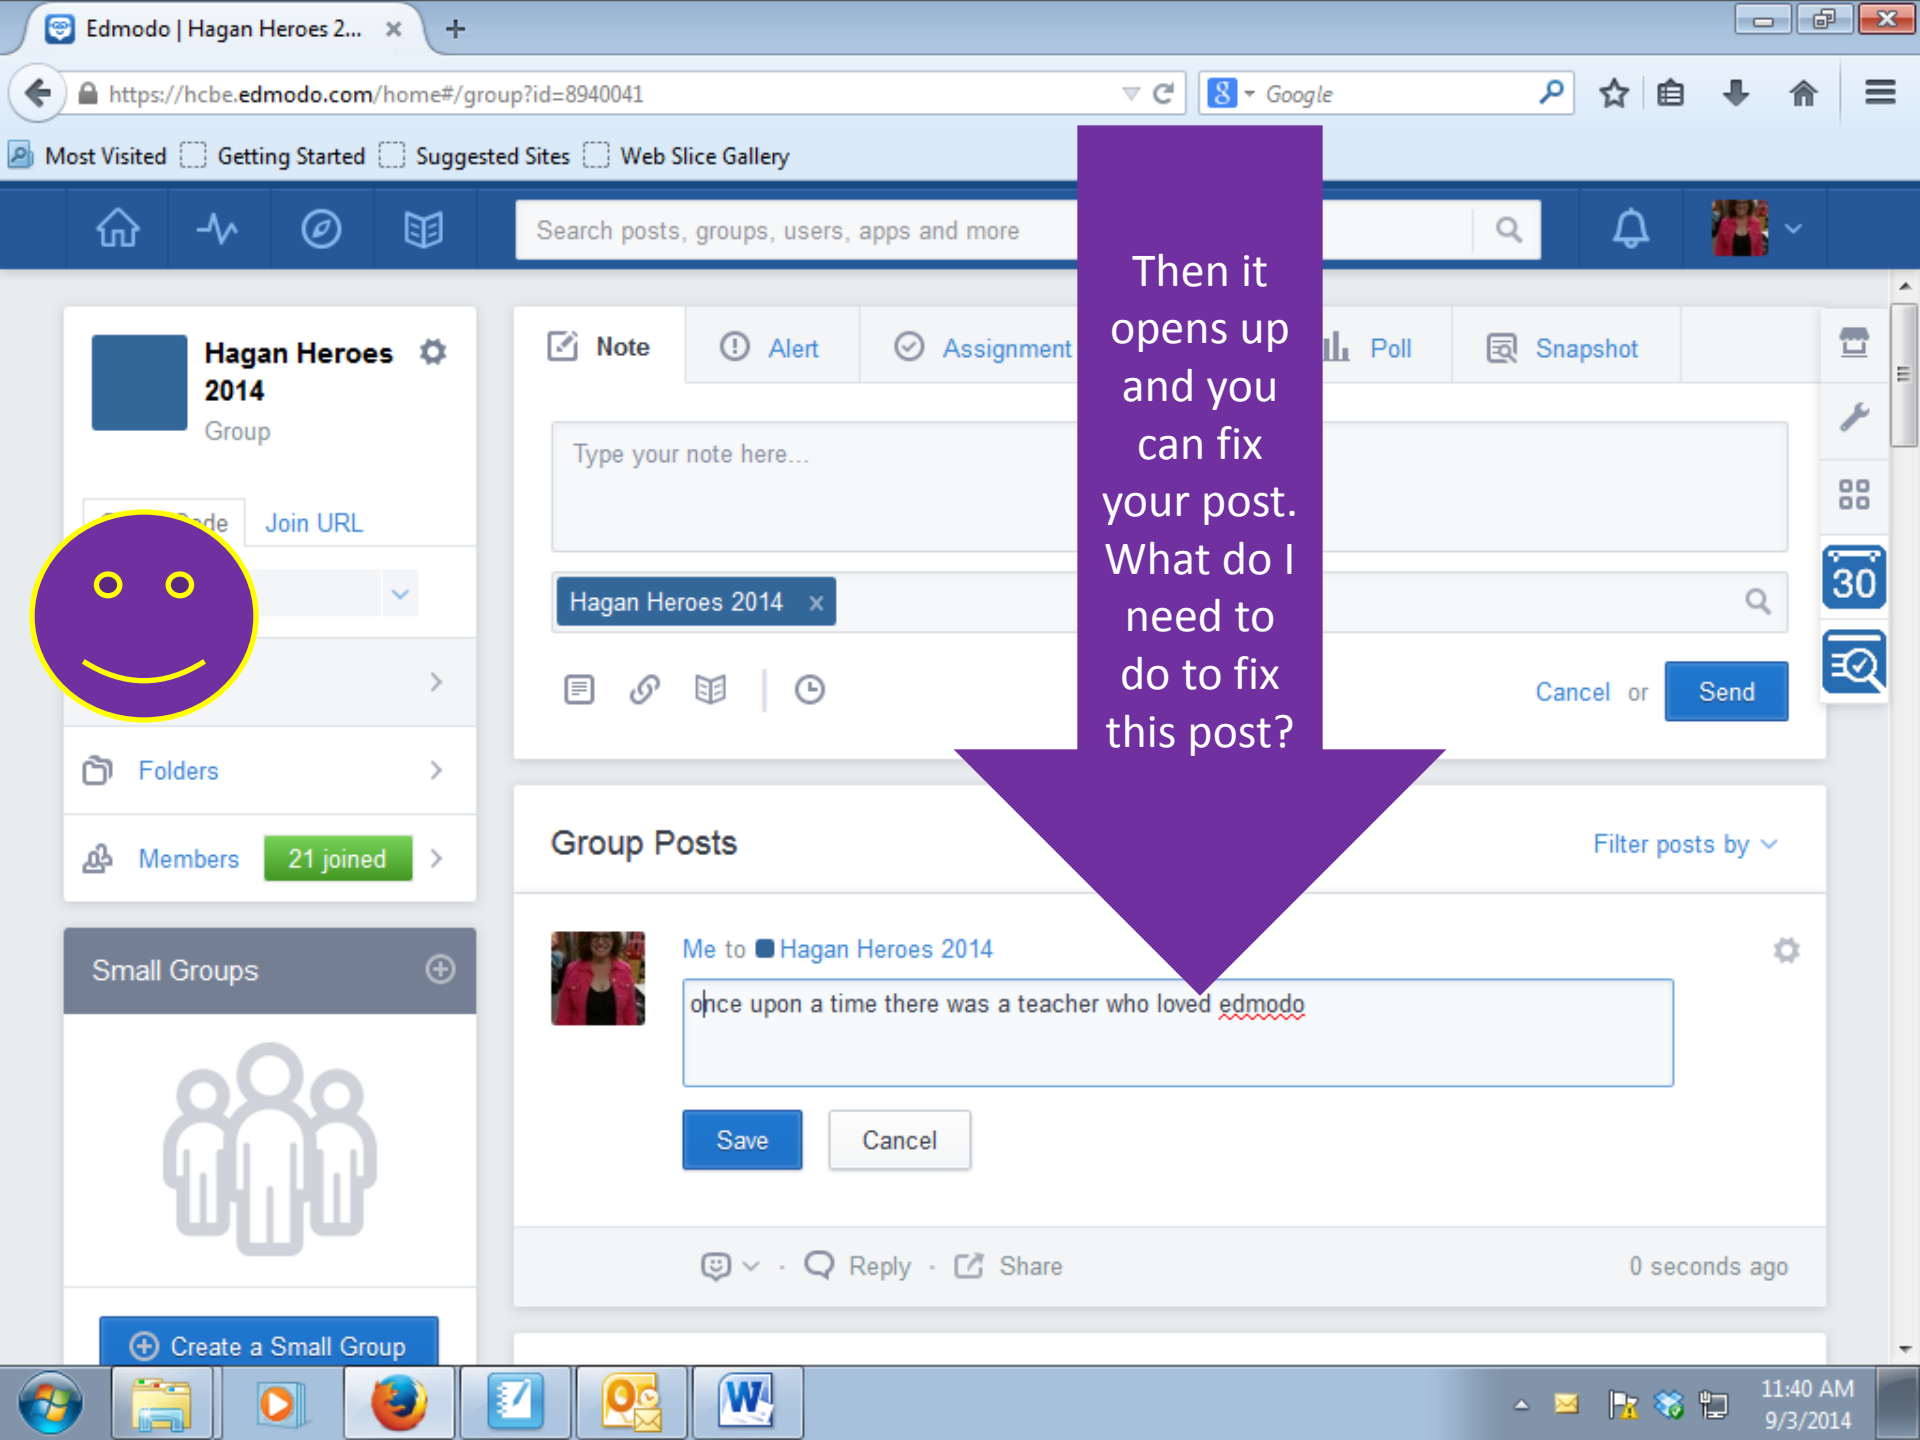 Edmodo | Hagan Heroes 2...
https://hcbe.edmodo.com/home#/group?id=8940041
Google
Most Visited Getting Started Suggested Sites Web Slice Gallery
Search posts, groups, users, apps and more
Then it
opens up
and you
can fix
your post.
What do I
need to
do to fix
this post?
Hagan Heroes
2014
Group
Join URL
Folders
Members 21 joined
Small Groups
Create a Small Group
Note Alert Assignment Poll Snapshot
Type your note here...
Hagan Heroes 2014
Cancel or Send
30
Group Posts
Filter posts by
Me to Hagan Heroes 2014
once upon a time there was a teacher who loved edmodo
Save Cancel
Reply Share
0 seconds ago
11:40 AM
9/3/2014